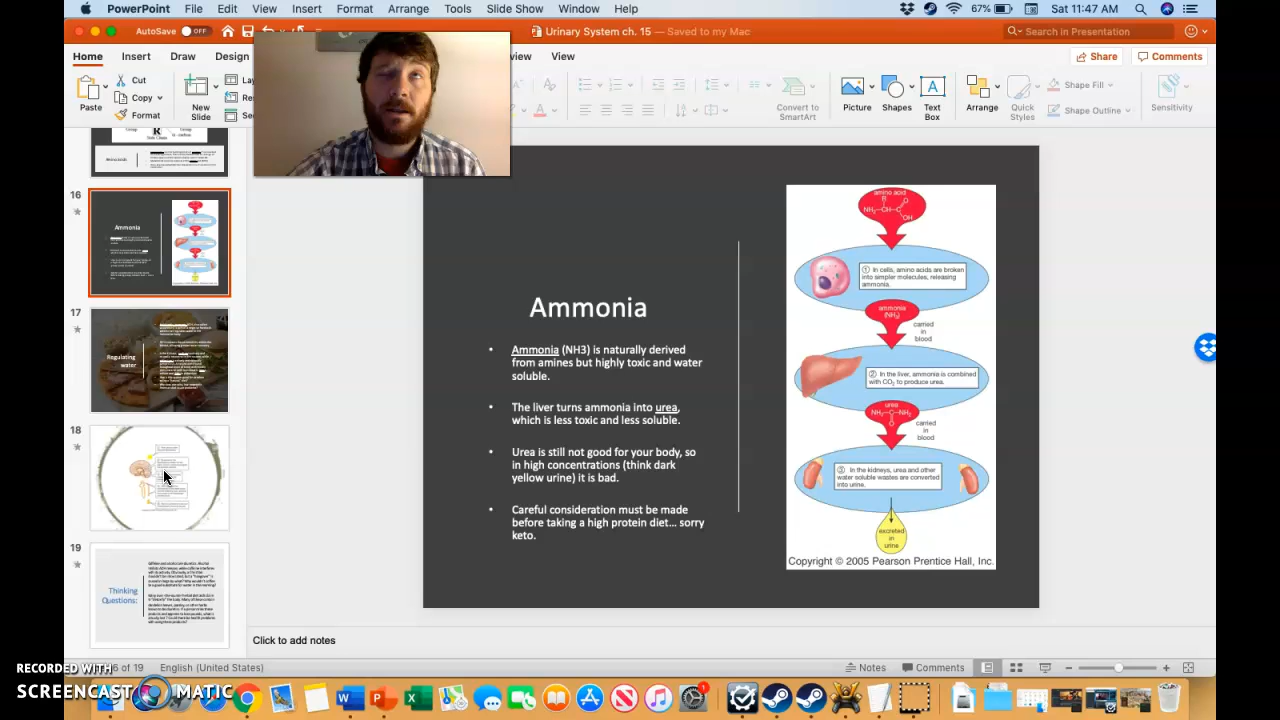 PowerPoint File Edit View Insert Format Arrange Tools Slide Show Window Help 67% Sat 11:47 AM
AutoSave OFF Urinary System ch. 15 — Saved to my Mac Search in Presentation
Home Insert Draw Design View Share Comments
Paste Cut Copy Format New Slide
Convert to SmartArt Picture Shapes Text Box Arrange Quick Styles Shape Fill Shape Outline Sensitivity
16
Ammonia
17
Regulating water
18
19
Thinking Questions:
Ammonia
• Ammonia (NH3) is naturally derived
from amines but highly toxic and water
soluble.
• The liver turns ammonia into urea,
which is less toxic and less soluble.
• Urea is still not good for your body, so
in high concentrations (think dark
yellow urine) it is bad.
• Careful consideration must be made
before taking a high protein diet... sorry
keto.
amino acid
① In cells, amino acids are broken
into simpler molecules, releasing
ammonia.
ammonia
(NH₃)
carried
in
blood
② In the liver, ammonia is combined
with CO₂ to produce urea.
urea
carried
in
blood
③ In the kidneys, urea and other
water soluble wastes are converted
into urine.
excreted
in
urine
Copyright © 2005 Pearson Prentice Hall, Inc.
Click to add notes
of 19 English (United States) Notes Comments
RECORDED WITH
SCREENCAST MATIC